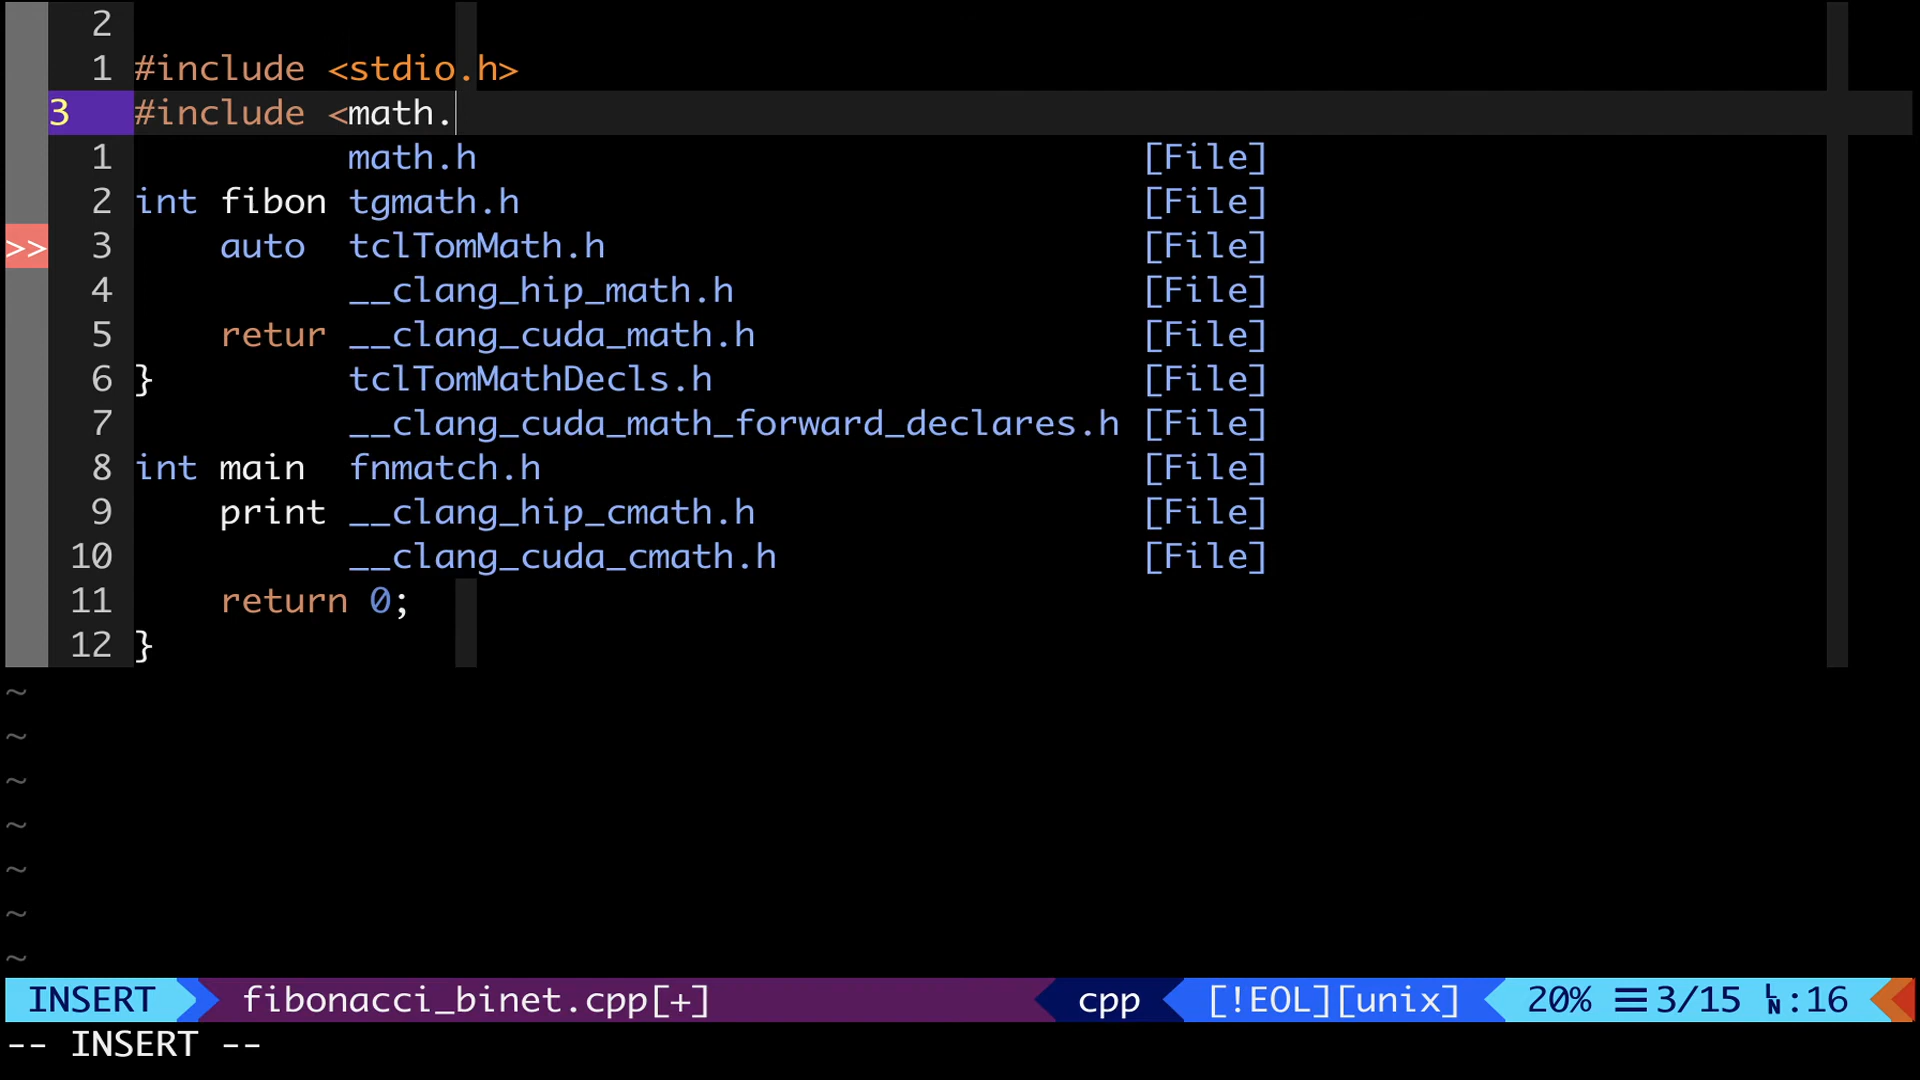 2
1 #include <stdio.h>
3 #include <math.
1 math.h [File]
2 int fibon tgmath.h [File]
>> 3 auto tclTomMath.h [File]
4 __clang_hip_math.h [File]
5 retur __clang_cuda_math.h [File]
6 } tclTomMathDecls.h [File]
7 __clang_cuda_math_forward_declares.h [File]
8 int main fnmatch.h [File]
9 print __clang_hip_cmath.h [File]
10 __clang_cuda_cmath.h [File]
11 return 0;
12 }
~
~
~
~
~
~
~
INSERT fibonacci_binet.cpp[+] cpp [!EOL][unix] 20% ☰ 3/15 LN:16
-- INSERT --